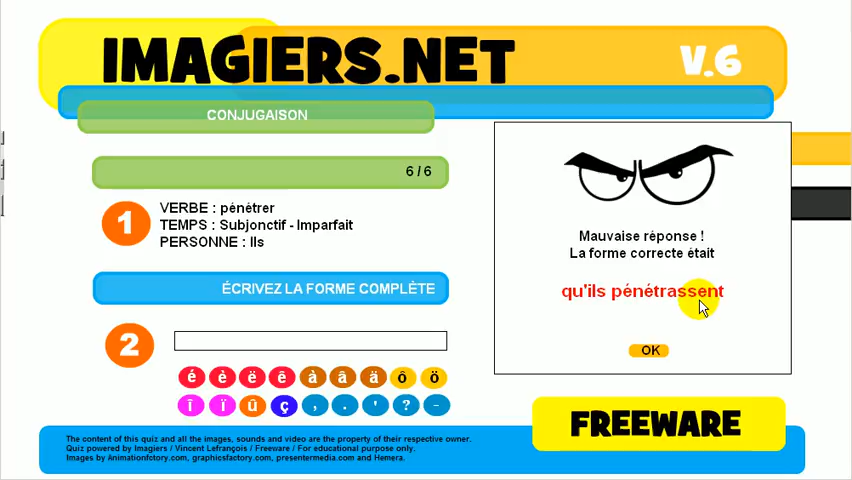 IMAGIERS.NET
V.6
CONJUGAISON
6 / 6
1
VERBE : pénétrer
TEMPS : Subjonctif - Imparfait
PERSONNE : Ils
ÉCRIVEZ LA FORME COMPLÈTE
2
é è ë ê à â ä ô ö
î ï û ç , . ' ? -
Mauvaise réponse !
La forme correcte était
qu'ils pénétrassent
OK
FREEWARE
The content of this quiz and all the images, sounds and video are the property of their respective owner.
Quiz powered by Imagiers / Vincent Lefrançois / Freeware / For educational purpose only.
Images by Animationfctory.com, graphicsfactory.com, presentermedia.com and Hemera.